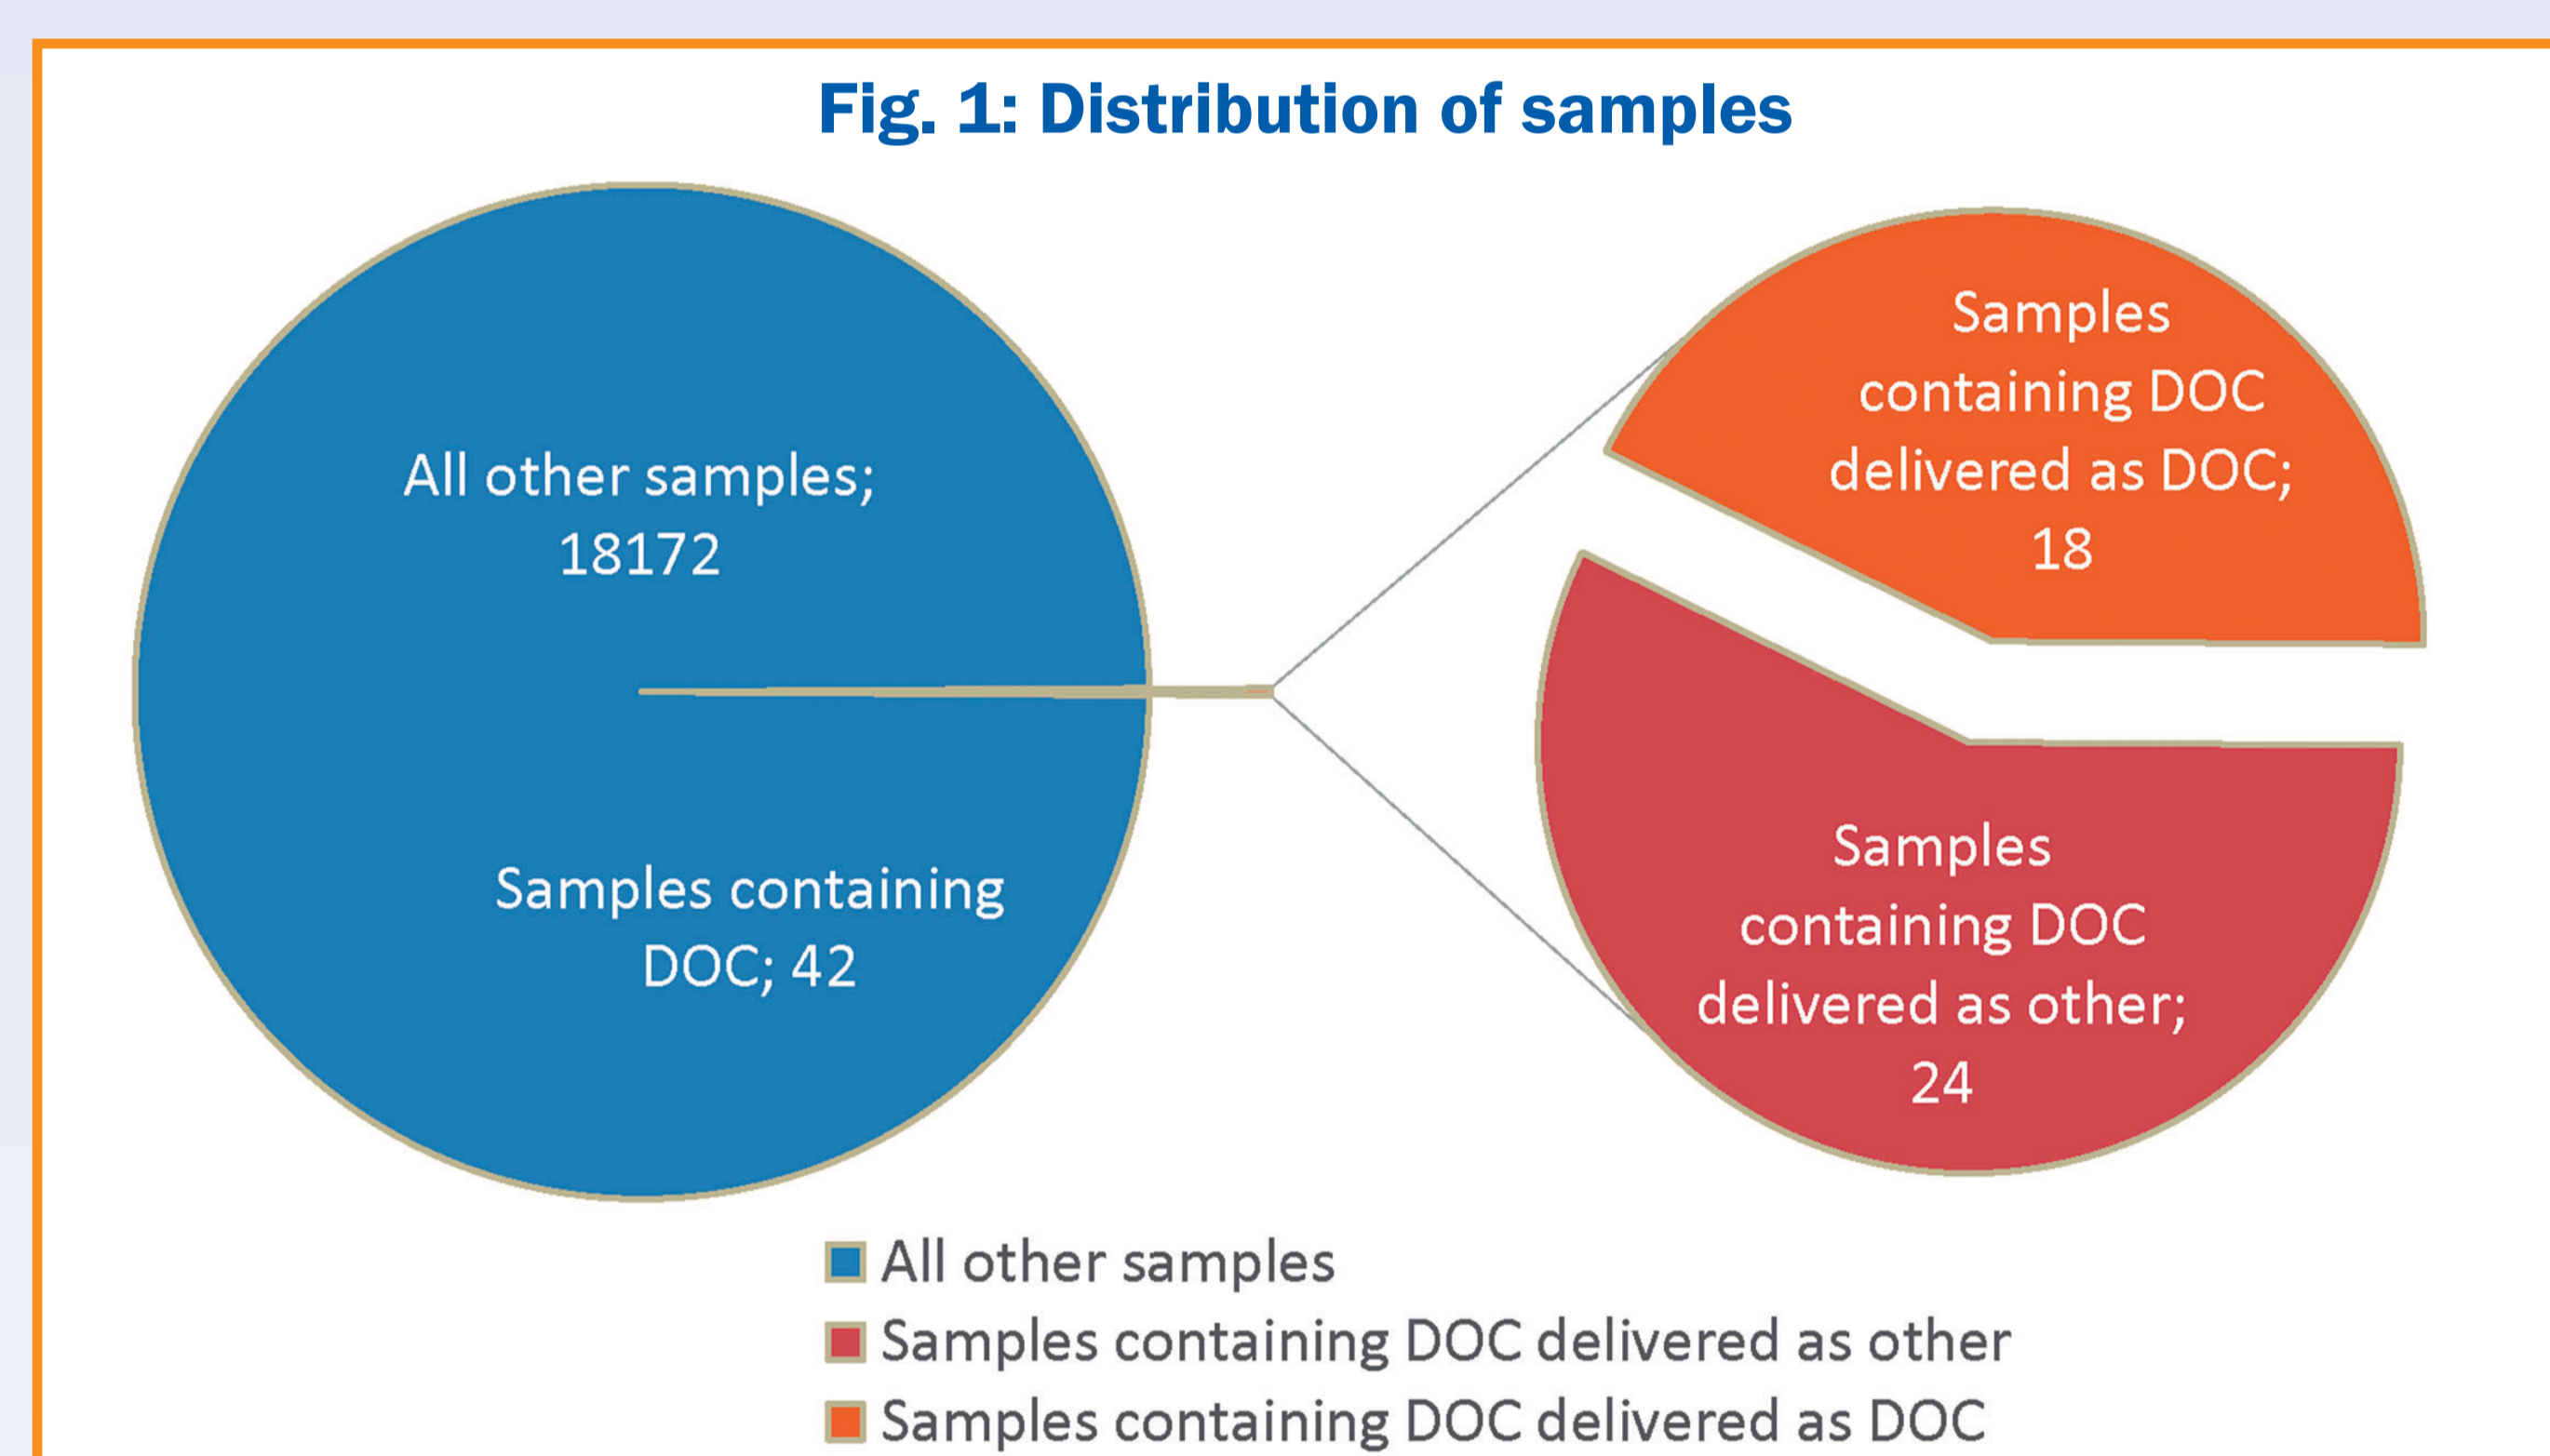 Fig. 1: Distribution of samples
All other samples;
18172
Samples containing
DOC; 42
Samples
containing DOC
delivered as DOC;
18
Samples
containing DOC
delivered as other;
24
All other samples
Samples containing DOC delivered as other
Samples containing DOC delivered as DOC